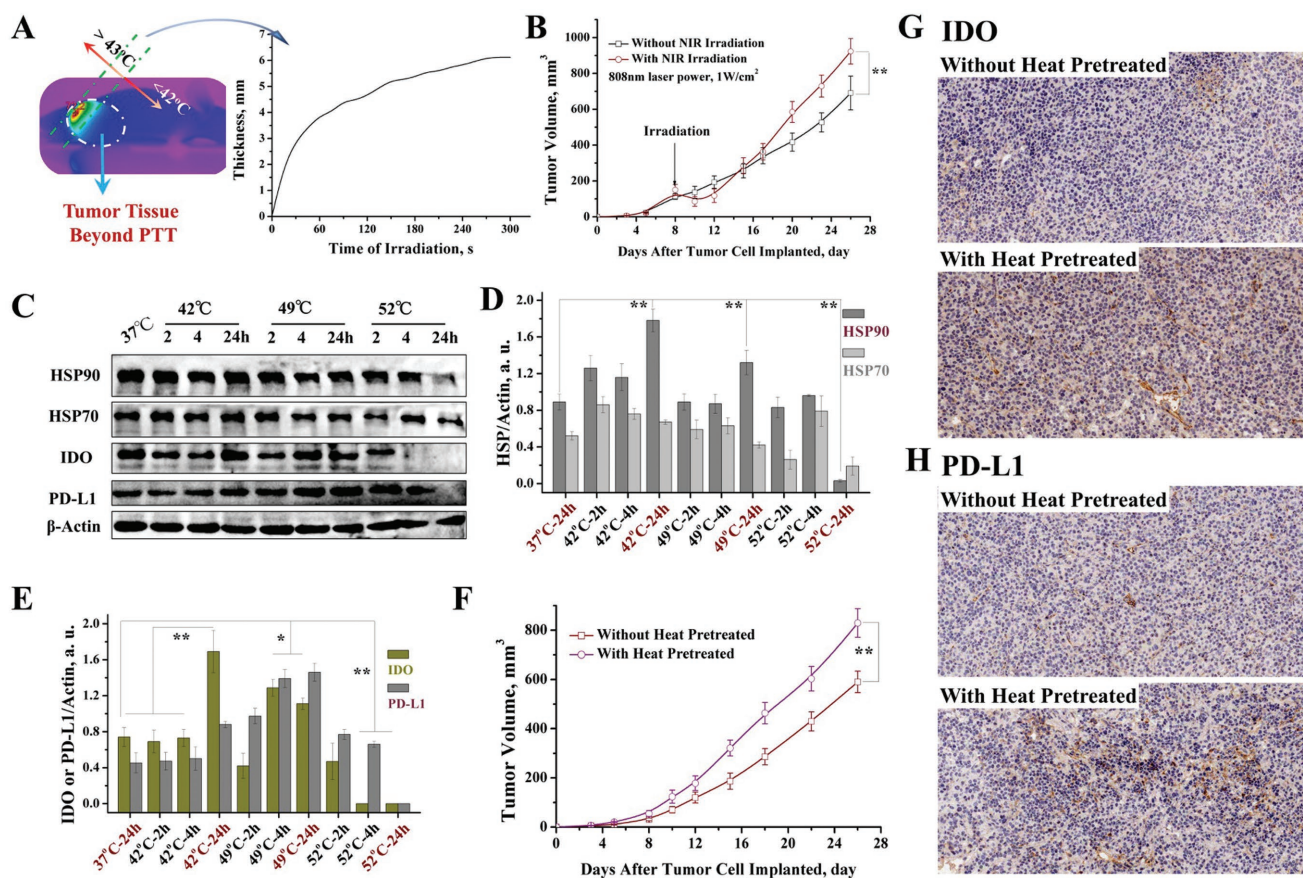 A
> 43°C
<42°C
Tumor Tissue
Beyond PTT
Thickness, mm
7
6
5
4
3
2
1
0
0 60 120 180 240 300
Time of Irradiation, s
B
Tumor Volume, mm3
1000
800
600
400
200
0
Without NIR Irradiation
With NIR Irradiation
808nm laser power, 1W/cm2
Irradiation
**
0 4 8 12 16 20 24 28
Days After Tumor Cell Implanted, day
C
37℃
42℃ 49℃ 52℃
2 4 24h 2 4 24h 2 4 24h
HSP90
HSP70
IDO
PD-L1
β-Actin
D
HSP/Actin, a. u.
2.0
1.6
1.2
0.8
0.4
0.0
** ** **
HSP90
HSP70
37°C-24h
42°C-2h
42°C-4h
42°C-24h
49°C-2h
49°C-4h
49°C-24h
52°C-2h
52°C-4h
52°C-24h
E
IDO or PD-L1/Actin, a. u.
2.0
1.6
1.2
0.8
0.4
0.0
** * **
IDO
PD-L1
37°C-24h
42°C-2h
42°C-4h
42°C-24h
49°C-2h
49°C-4h
49°C-24h
52°C-2h
52°C-4h
52°C-24h
F
Tumor Volume, mm3
800
600
400
200
0
Without Heat Pretreated
With Heat Pretreated
**
0 4 8 12 16 20 24 28
Days After Tumor Cell Implanted, day
G IDO
Without Heat Pretreated
With Heat Pretreated
H PD-L1
Without Heat Pretreated
With Heat Pretreated